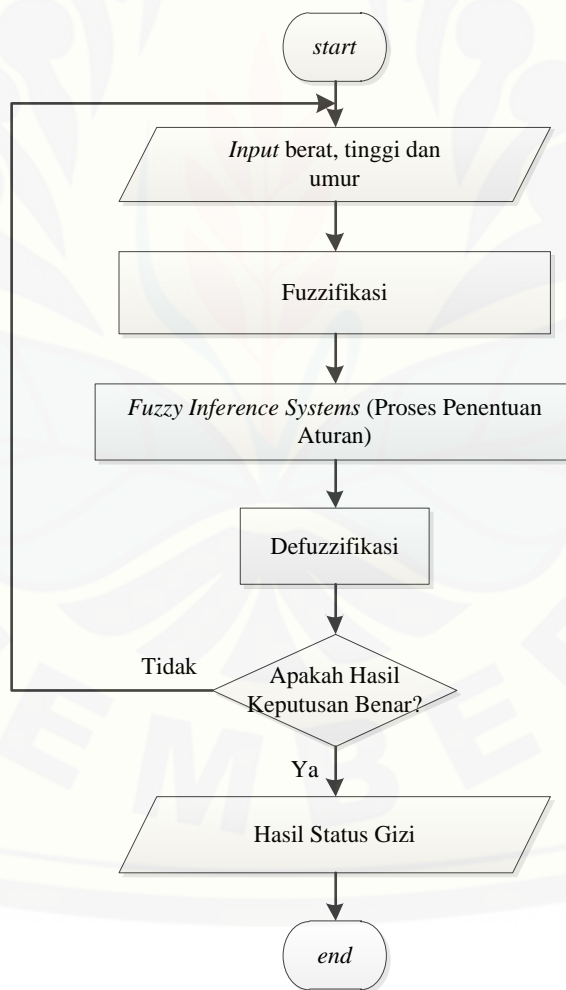 start
Input berat, tinggi dan
umur
Fuzzifikasi
Fuzzy Inference Systems (Proses Penentuan
Aturan)
Defuzzifikasi
Tidak
Apakah Hasil
Keputusan Benar?
Ya
Hasil Status Gizi
end